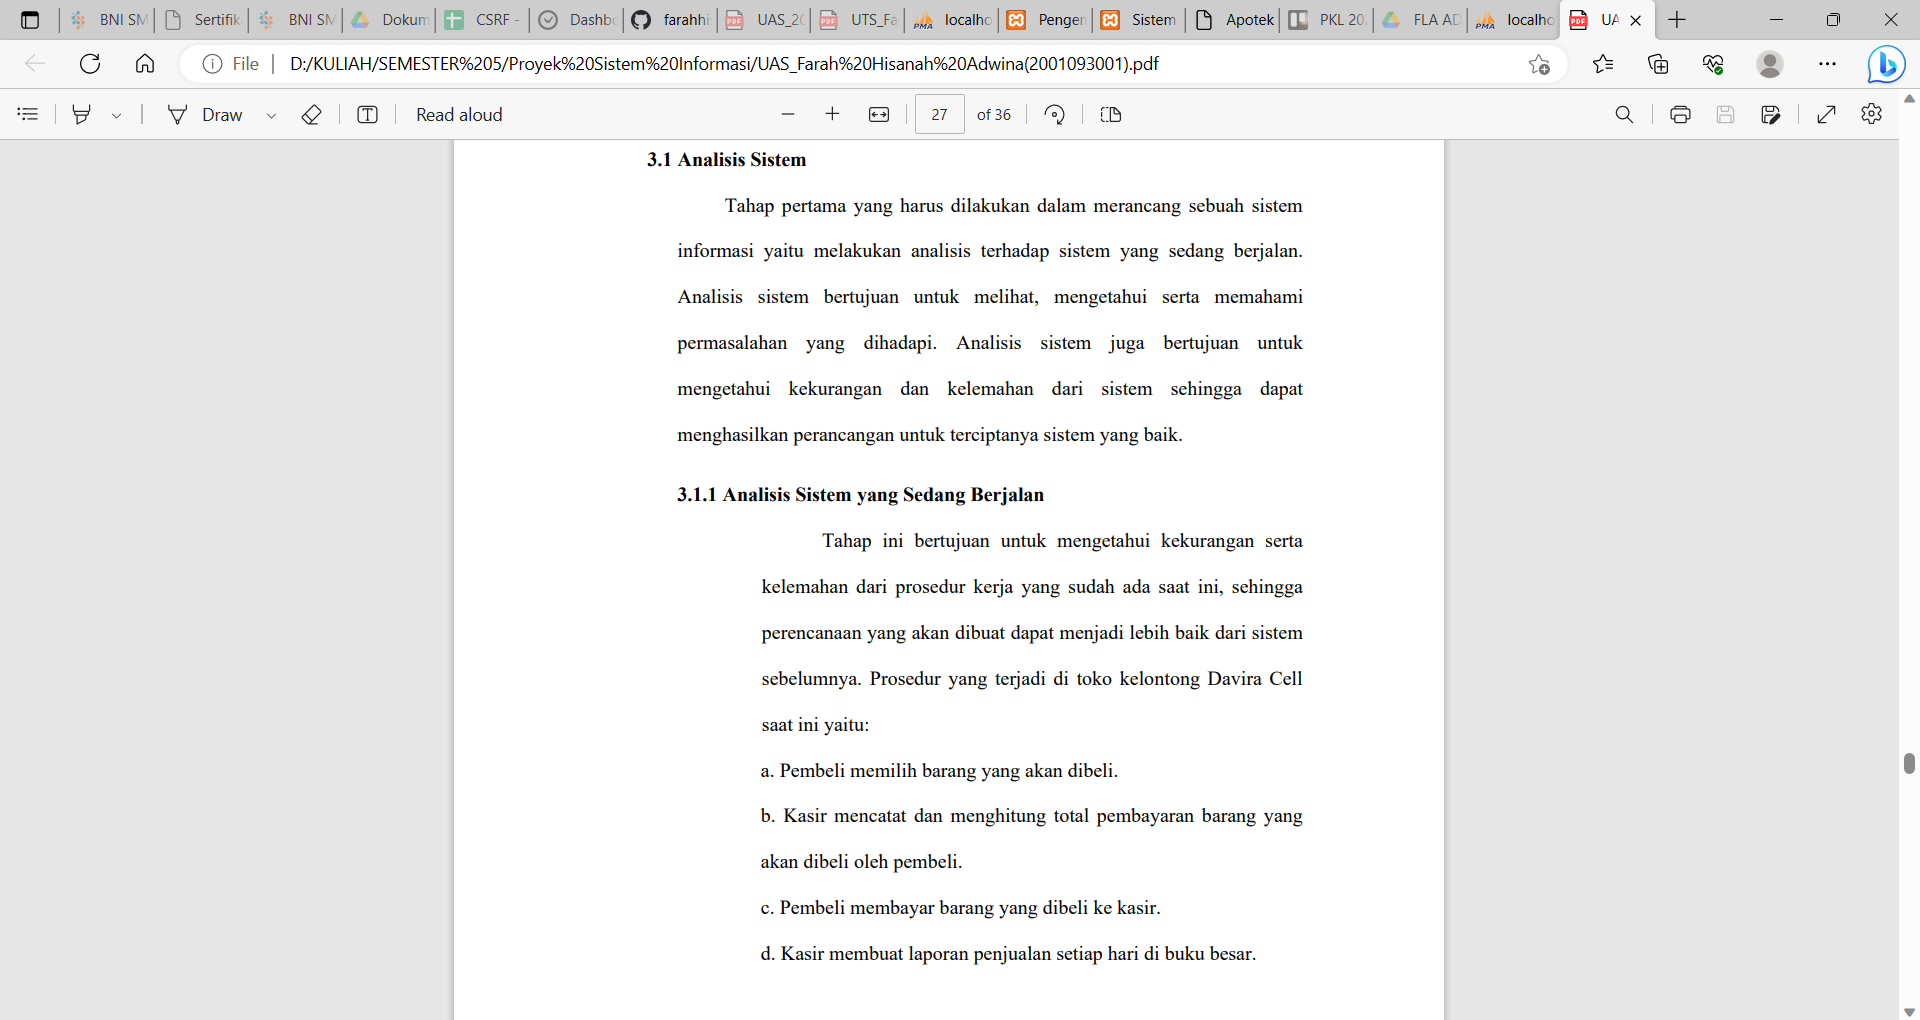 BNI SM
Sertifik
BNI SM
Dokum
CSRF -
Dashbo
farahhi
UAS_20
UTS_Fa
localho
Pengen
Sistem
Apotek
PKL 202
FLA AD
localho
UA
File
D:/KULIAH/SEMESTER%205/Proyek%20Sistem%20Informasi/UAS_Farah%20Hisanah%20Adwina(2001093001).pdf
Draw
Read aloud
27 of 36
3.1 Analisis Sistem
Tahap pertama yang harus dilakukan dalam merancang sebuah sistem
informasi yaitu melakukan analisis terhadap sistem yang sedang berjalan.
Analisis sistem bertujuan untuk melihat, mengetahui serta memahami
permasalahan yang dihadapi. Analisis sistem juga bertujuan untuk
mengetahui kekurangan dan kelemahan dari sistem sehingga dapat
menghasilkan perancangan untuk terciptanya sistem yang baik.
3.1.1 Analisis Sistem yang Sedang Berjalan
Tahap ini bertujuan untuk mengetahui kekurangan serta
kelemahan dari prosedur kerja yang sudah ada saat ini, sehingga
perencanaan yang akan dibuat dapat menjadi lebih baik dari sistem
sebelumnya. Prosedur yang terjadi di toko kelontong Davira Cell
saat ini yaitu:
a. Pembeli memilih barang yang akan dibeli.
b. Kasir mencatat dan menghitung total pembayaran barang yang
akan dibeli oleh pembeli.
c. Pembeli membayar barang yang dibeli ke kasir.
d. Kasir membuat laporan penjualan setiap hari di buku besar.